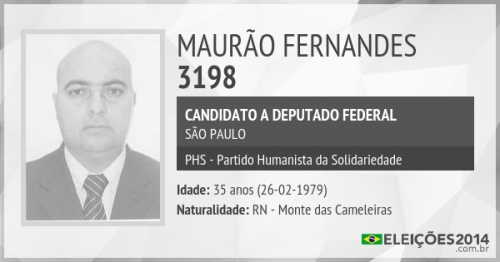 MAURÃO FERNANDES
3198
CANDIDATO A DEPUTADO FEDERAL
SÃO PAULO
PHS - Partido Humanista da Solidariedade
Idade: 35 anos (26-02-1979)
Naturalidade: RN - Monte das Cameleiras
ELEIÇÕES2014
.com.br